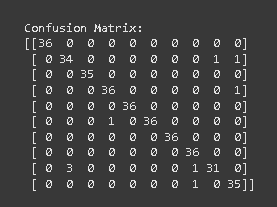 Confusion Matrix:
[[36  0  0  0  0  0  0  0  0  0]
 [ 0 34  0  0  0  0  0  0  1  1]
 [ 0  0 35  0  0  0  0  0  0  0]
 [ 0  0  0 36  0  0  0  0  0  1]
 [ 0  0  0  0 36  0  0  0  0  0]
 [ 0  0  0  1  0 36  0  0  0  0]
 [ 0  0  0  0  0  0 36  0  0  0]
 [ 0  0  0  0  0  0  0 36  0  0]
 [ 0  3  0  0  0  0  0  1 31  0]
 [ 0  0  0  0  0  0  0  1  0 35]]